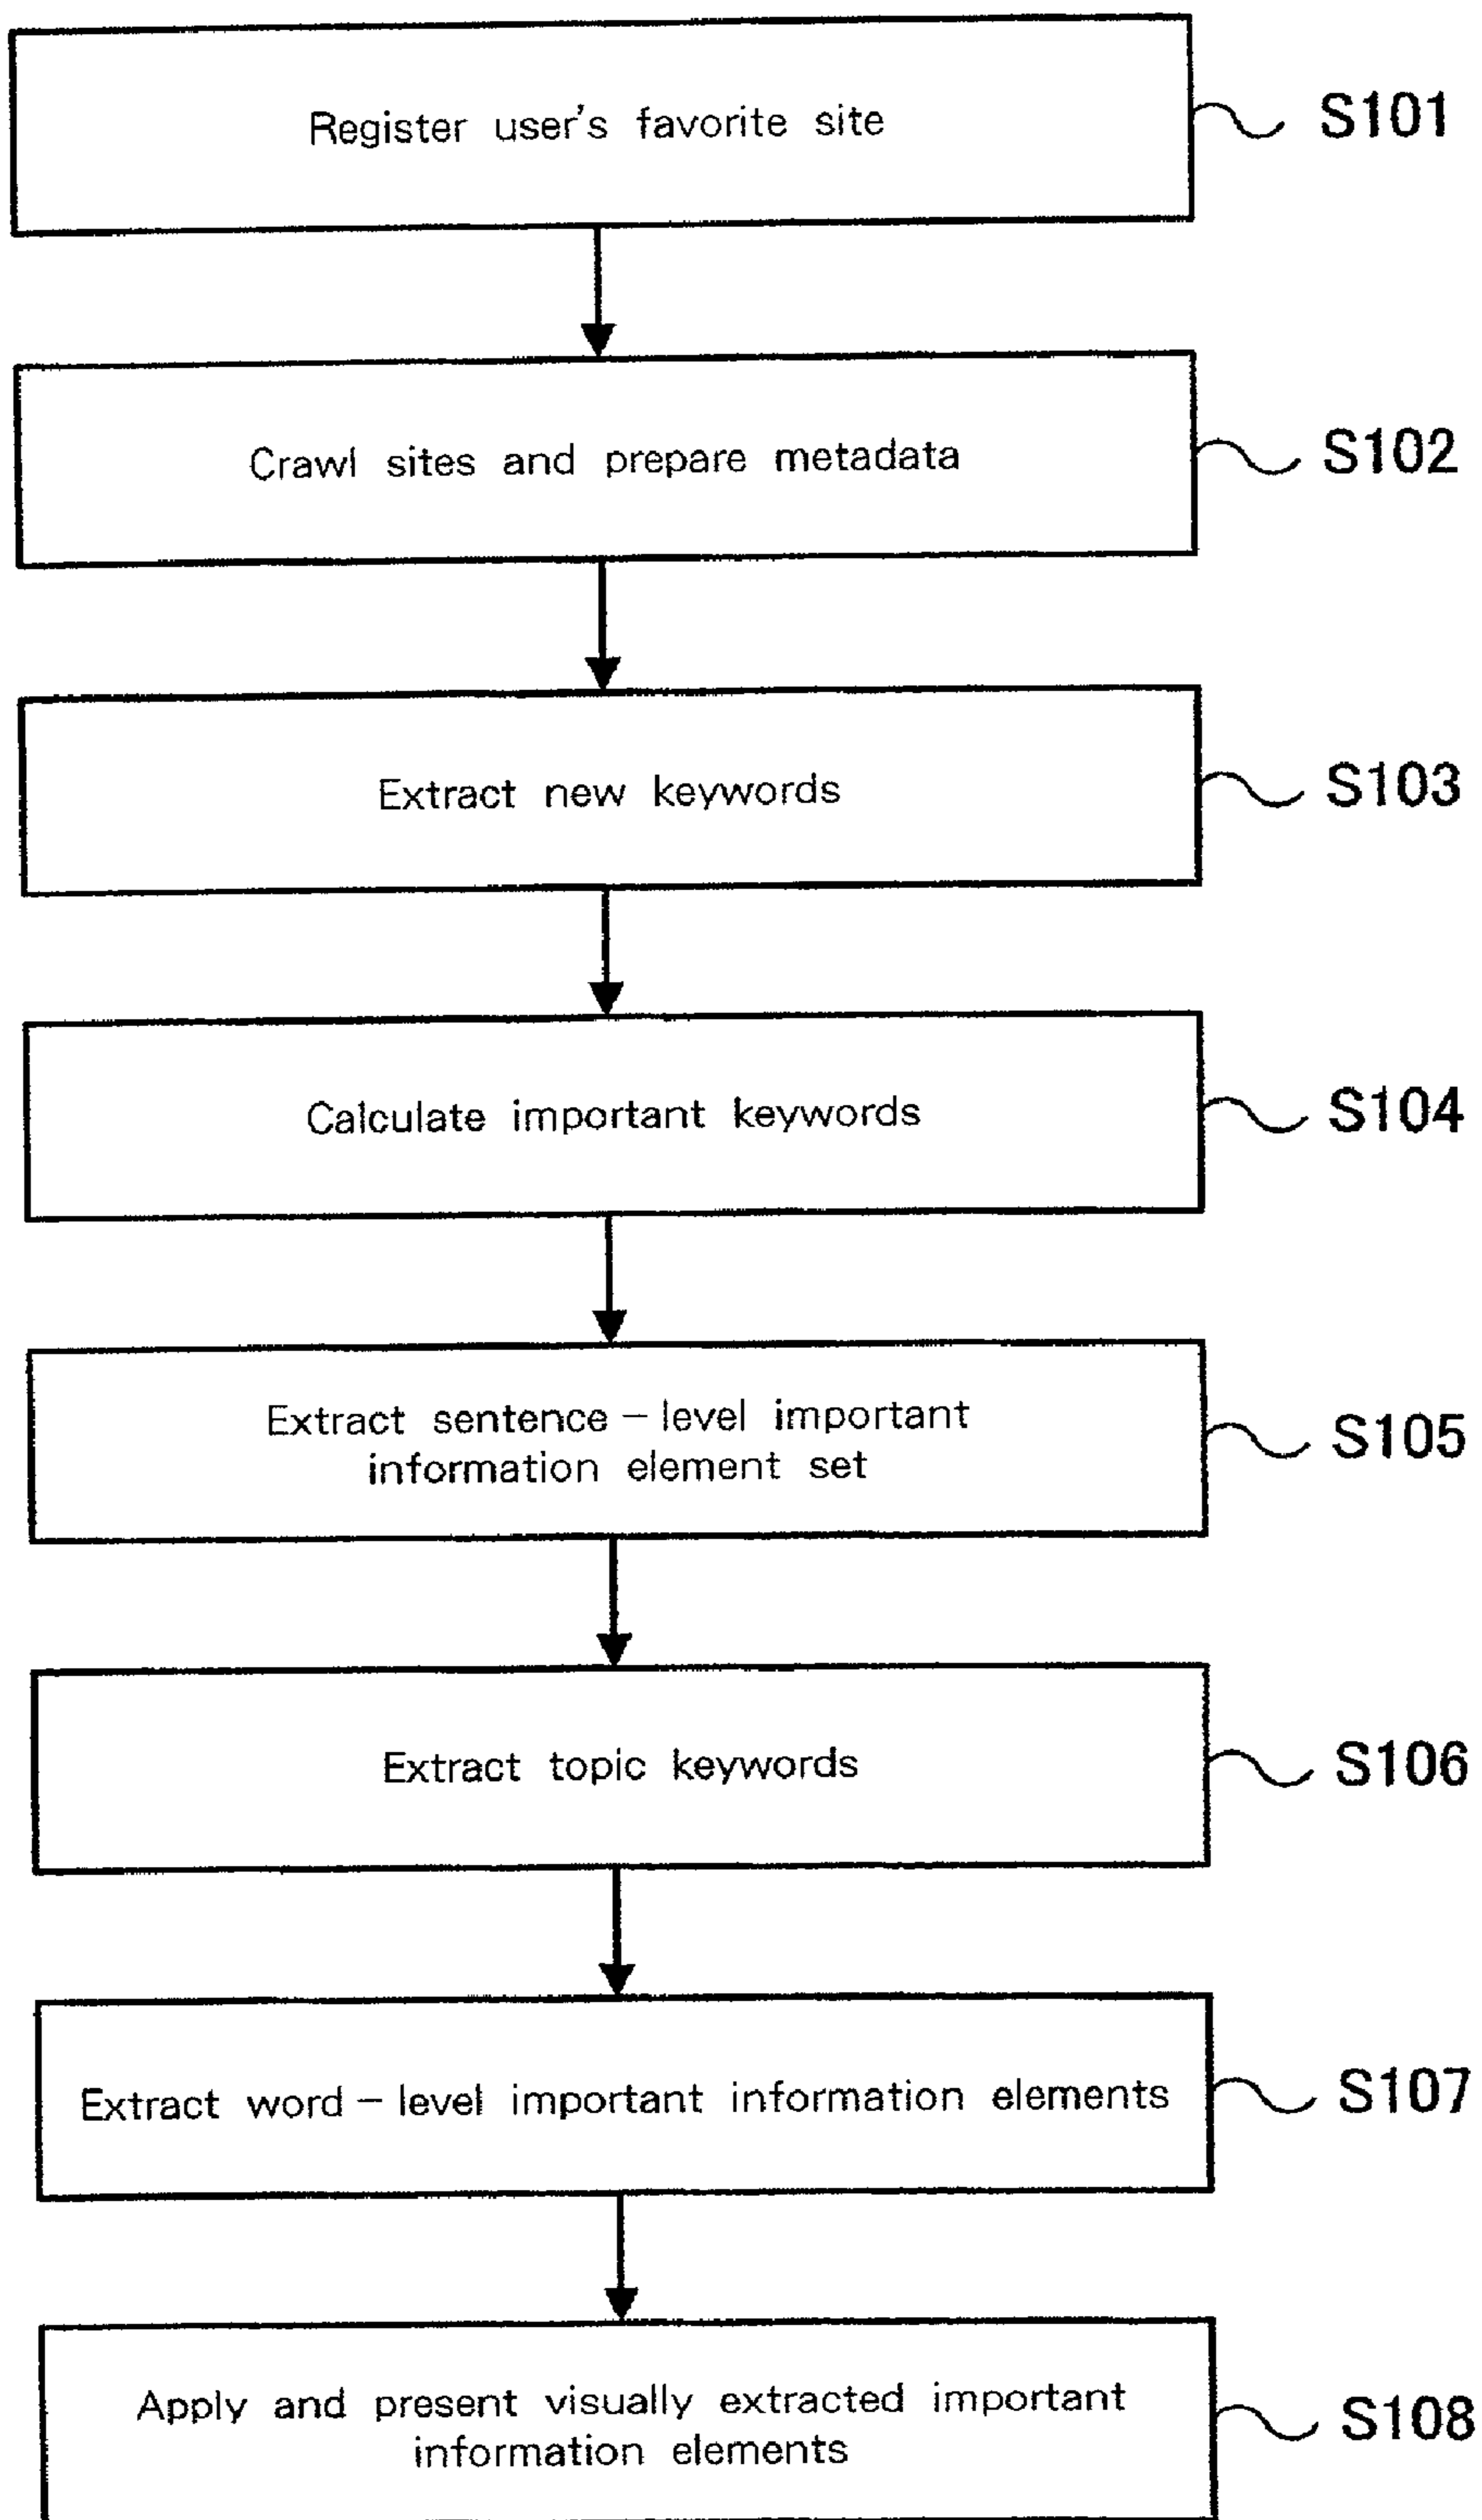 Register user's favorite site
S101
Crawl sites and prepare metadata
S102
Extract new keywords
S103
Calculate important keywords
S104
Extract sentence – level important
information element set
S105
Extract topic keywords
S106
Extract word – level important information elements
S107
Apply and present visually extracted important
information elements
S108